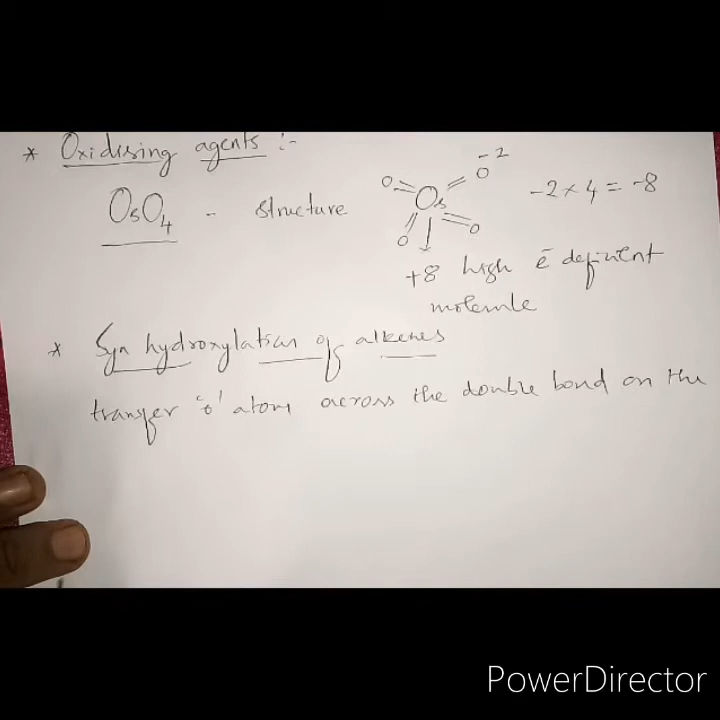 * Oxidising agents :-
-2
O O
OsO4 - structure Os -2 x 4 = -8
O O
+8 high e̅ deficient
molecule
* Syn hydroxylation of alkenes
transfer 'o' atom across the double bond on the
PowerDirector